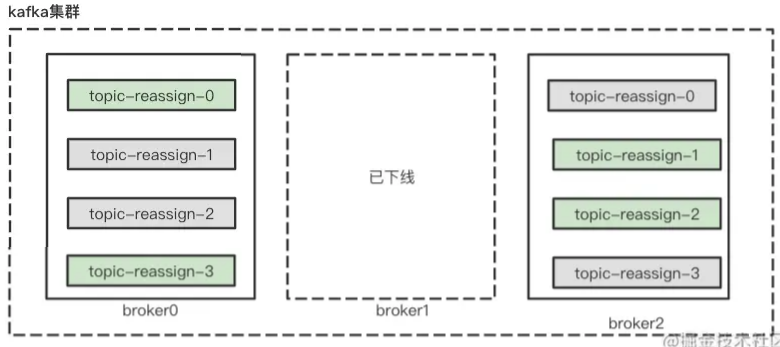 kafka集群
topic-reassign-0
topic-reassign-1
topic-reassign-2
topic-reassign-3
broker0
已下线
broker1
topic-reassign-0
topic-reassign-1
topic-reassign-2
topic-reassign-3
broker2
@掘金技术社区